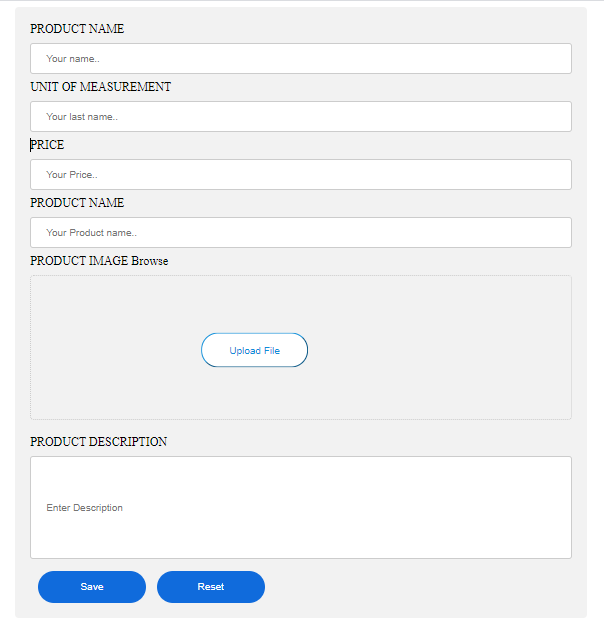 PRODUCT NAME
Your name..
UNIT OF MEASUREMENT
Your last name..
PRICE
Your Price..
PRODUCT NAME
Your Product name..
PRODUCT IMAGE Browse
Upload File
PRODUCT DESCRIPTION
Enter Description
Save Reset